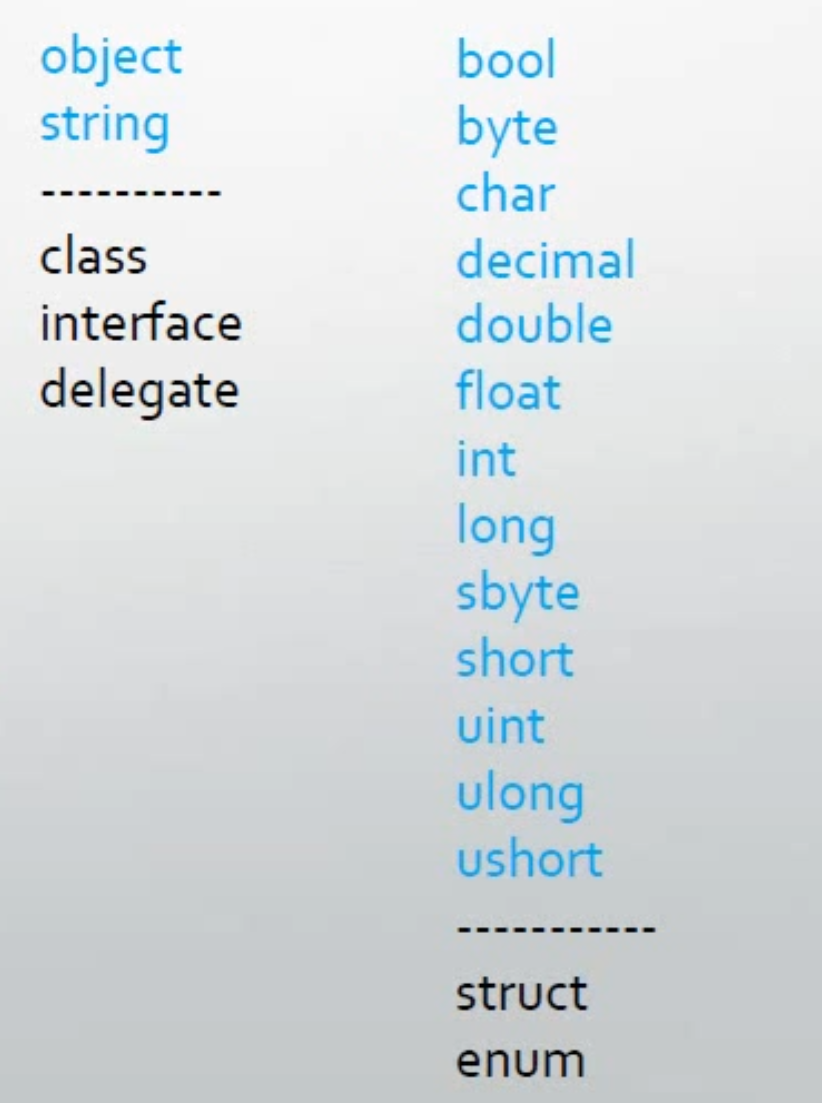 object
string
----------
class
interface
delegate
bool
byte
char
decimal
double
float
int
long
sbyte
short
uint
ulong
ushort
-----------
struct
enum